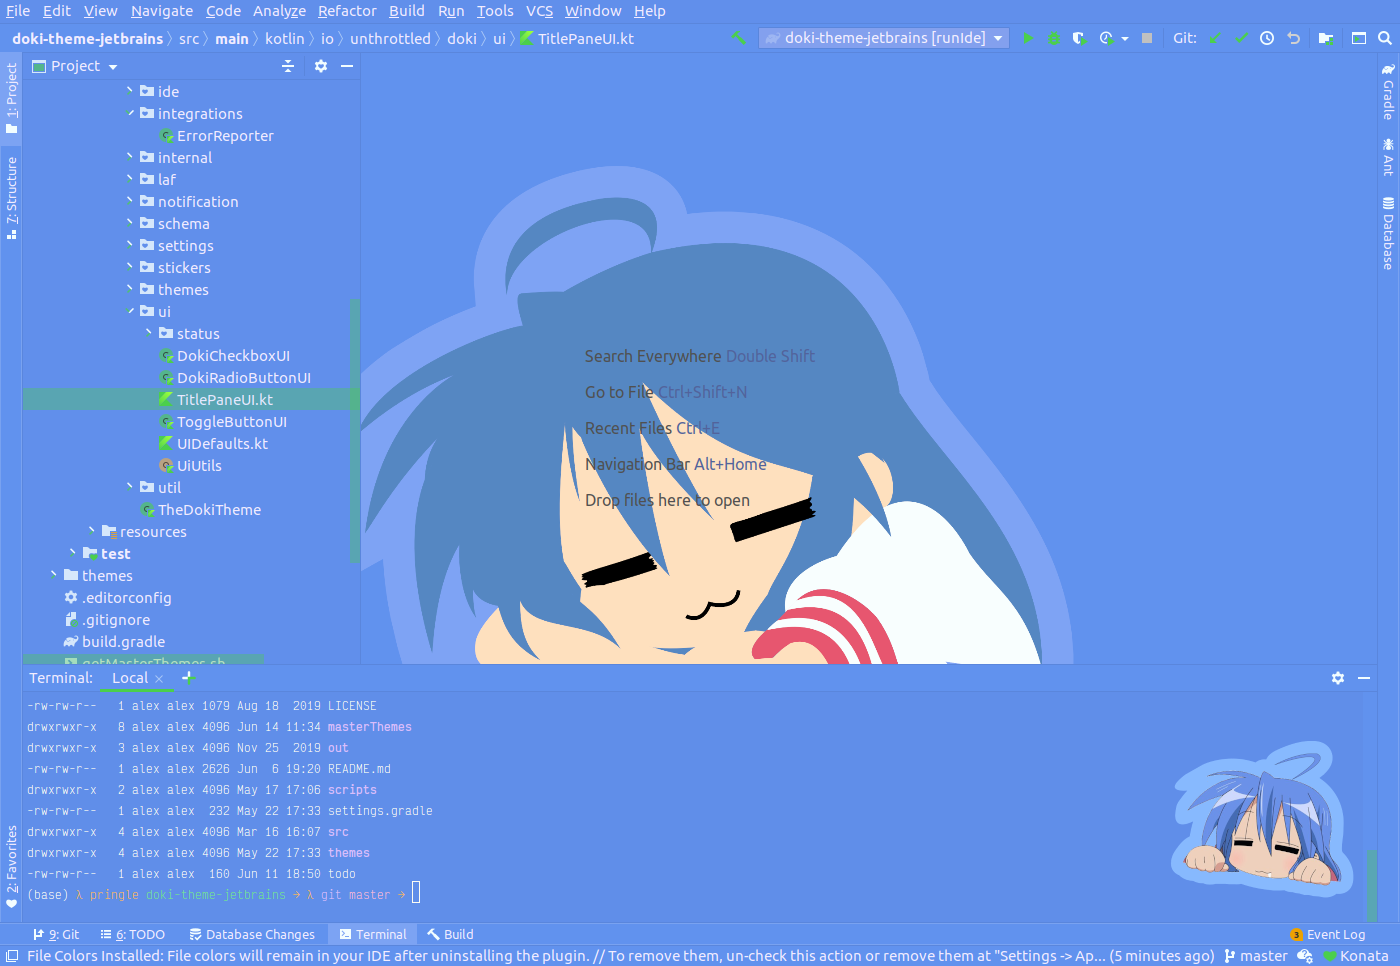 File Edit View Navigate Code Analyze Refactor Build Run Tools VCS Window Help
doki-theme-jetbrains src main kotlin io unthrottled doki ui TitlePaneUI.kt
doki-theme-jetbrains [runIde]
Git:
1: Project
7: Structure
2: Favorites
Project
ide
integrations
ErrorReporter
internal
laf
notification
schema
settings
stickers
themes
ui
status
DokiCheckboxUI
DokiRadioButtonUI
TitlePaneUI.kt
ToggleButtonUI
UIDefaults.kt
UiUtils
util
TheDokiTheme
resources
test
themes
.editorconfig
.gitignore
build.gradle
getMasterThemes.sh
Search Everywhere Double Shift
Go to File Ctrl+Shift+N
Recent Files Ctrl+E
Navigation Bar Alt+Home
Drop files here to open
Gradle
Ant
Database
Terminal: Local
-rw-rw-r-- 1 alex alex 1079 Aug 18 2019 LICENSE
drwxrwxr-x 8 alex alex 4096 Jun 14 11:34 masterThemes
drwxrwxr-x 3 alex alex 4096 Nov 25 2019 out
-rw-rw-r-- 1 alex alex 2626 Jun 6 19:20 README.md
drwxrwxr-x 2 alex alex 4096 May 17 17:06 scripts
-rw-rw-r-- 1 alex alex 232 May 22 17:33 settings.gradle
drwxrwxr-x 4 alex alex 4096 Mar 16 16:07 src
drwxrwxr-x 4 alex alex 4096 May 22 17:33 themes
-rw-rw-r-- 1 alex alex 160 Jun 11 18:50 todo
(base) λ pringle doki-theme-jetbrains → λ git master →
9: Git 6: TODO Database Changes Terminal Build
3 Event Log
File Colors Installed: File colors will remain in your IDE after uninstalling the plugin. // To remove them, un-check this action or remove them at "Settings -> Ap... (5 minutes ago)
master
Konata